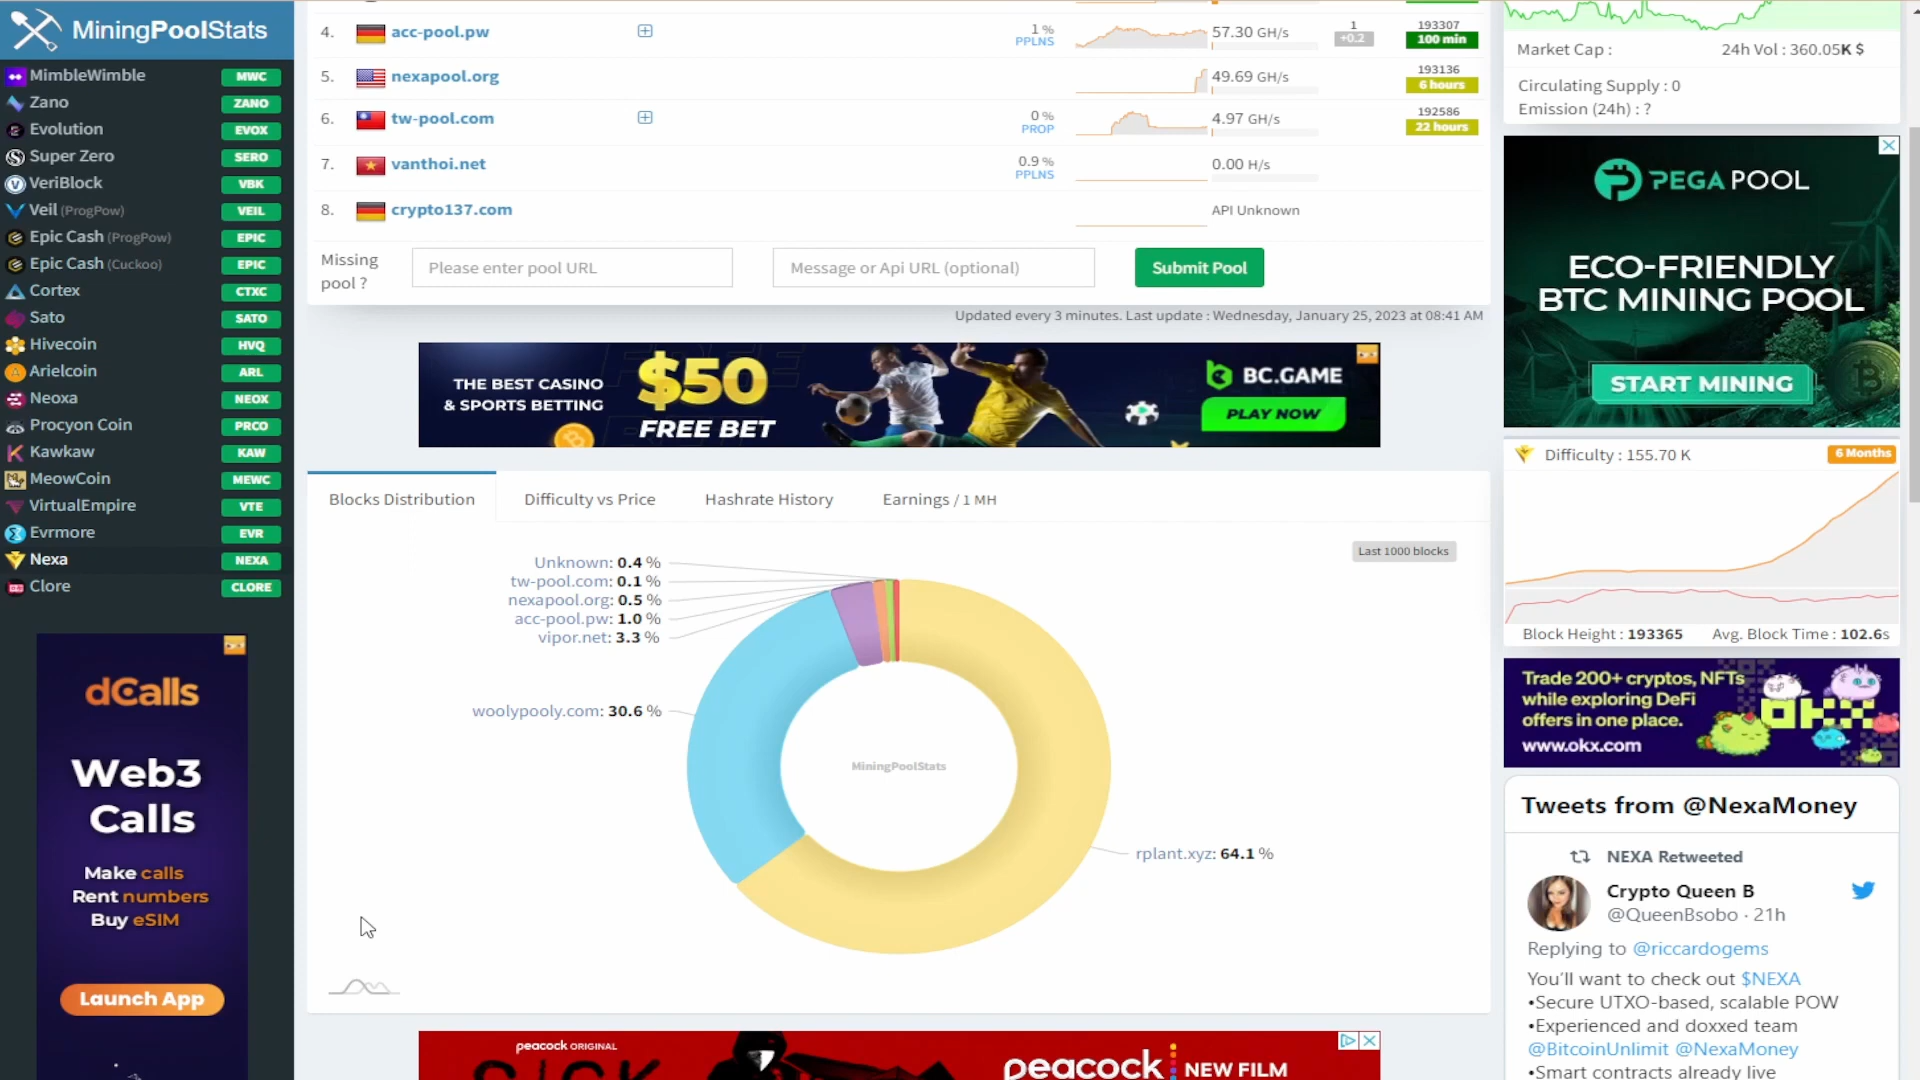 MiningPoolStats
MimbleWimble MWC
Zano ZANO
Evolution EVOX
Super Zero SERO
VeriBlock VBK
Veil (ProgPow) VEIL
Epic Cash (ProgPow) EPIC
Epic Cash (Cuckoo) EPIC
Cortex CTXC
Sato SATO
Hivecoin HVQ
Arielcoin ARL
Neoxa NEOX
Procyon Coin PRCO
Kawkaw KAW
MeowCoin MEWC
VirtualEmpire VTE
Evrmore EVR
Nexa NEXA
Clore CLORE
dCalls
Web3
Calls
Make calls
Rent numbers
Buy eSIM
Launch App
4. acc-pool.pw 1 % PPLNS 57.30 GH/s 1 +0.2 193307 100 min
5. nexapool.org 49.69 GH/s 193136 6 hours
6. tw-pool.com 0 % PROP 4.97 GH/s 192586 22 hours
7. vanthoi.net 0.9 % PPLNS 0.00 H/s
8. crypto137.com API Unknown
Missing
pool ?
Please enter pool URL
Message or Api URL (optional)
Submit Pool
Updated every 3 minutes. Last update : Wednesday, January 25, 2023 at 08:41 AM
THE BEST CASINO
& SPORTS BETTING
$50
FREE BET
BC.GAME
PLAY NOW
Blocks Distribution Difficulty vs Price Hashrate History Earnings / 1 MH
Last 1000 blocks
Unknown: 0.4 %
tw-pool.com: 0.1 %
nexapool.org: 0.5 %
acc-pool.pw: 1.0 %
vipor.net: 3.3 %
woolypooly.com: 30.6 %
MiningPoolStats
rplant.xyz: 64.1 %
peacock ORIGINAL
SICK
peacock NEW FILM
Market Cap : 24h Vol : 360.05K $
Circulating Supply : 0
Emission (24h) : ?
PEGA POOL
ECO-FRIENDLY
BTC MINING POOL
START MINING
Difficulty : 155.70 K 6 Months
Block Height : 193365 Avg. Block Time : 102.6s
Trade 200+ cryptos, NFTs
while exploring DeFi
offers in one place.
www.okx.com
OKX
Tweets from @NexaMoney
NEXA Retweeted
Crypto Queen B
@QueenBsobo · 21h
Replying to @riccardogems
You'll want to check out $NEXA
•Secure UTXO-based, scalable POW
•Experienced and doxxed team
@BitcoinUnlimit @NexaMoney
•Smart contracts already live